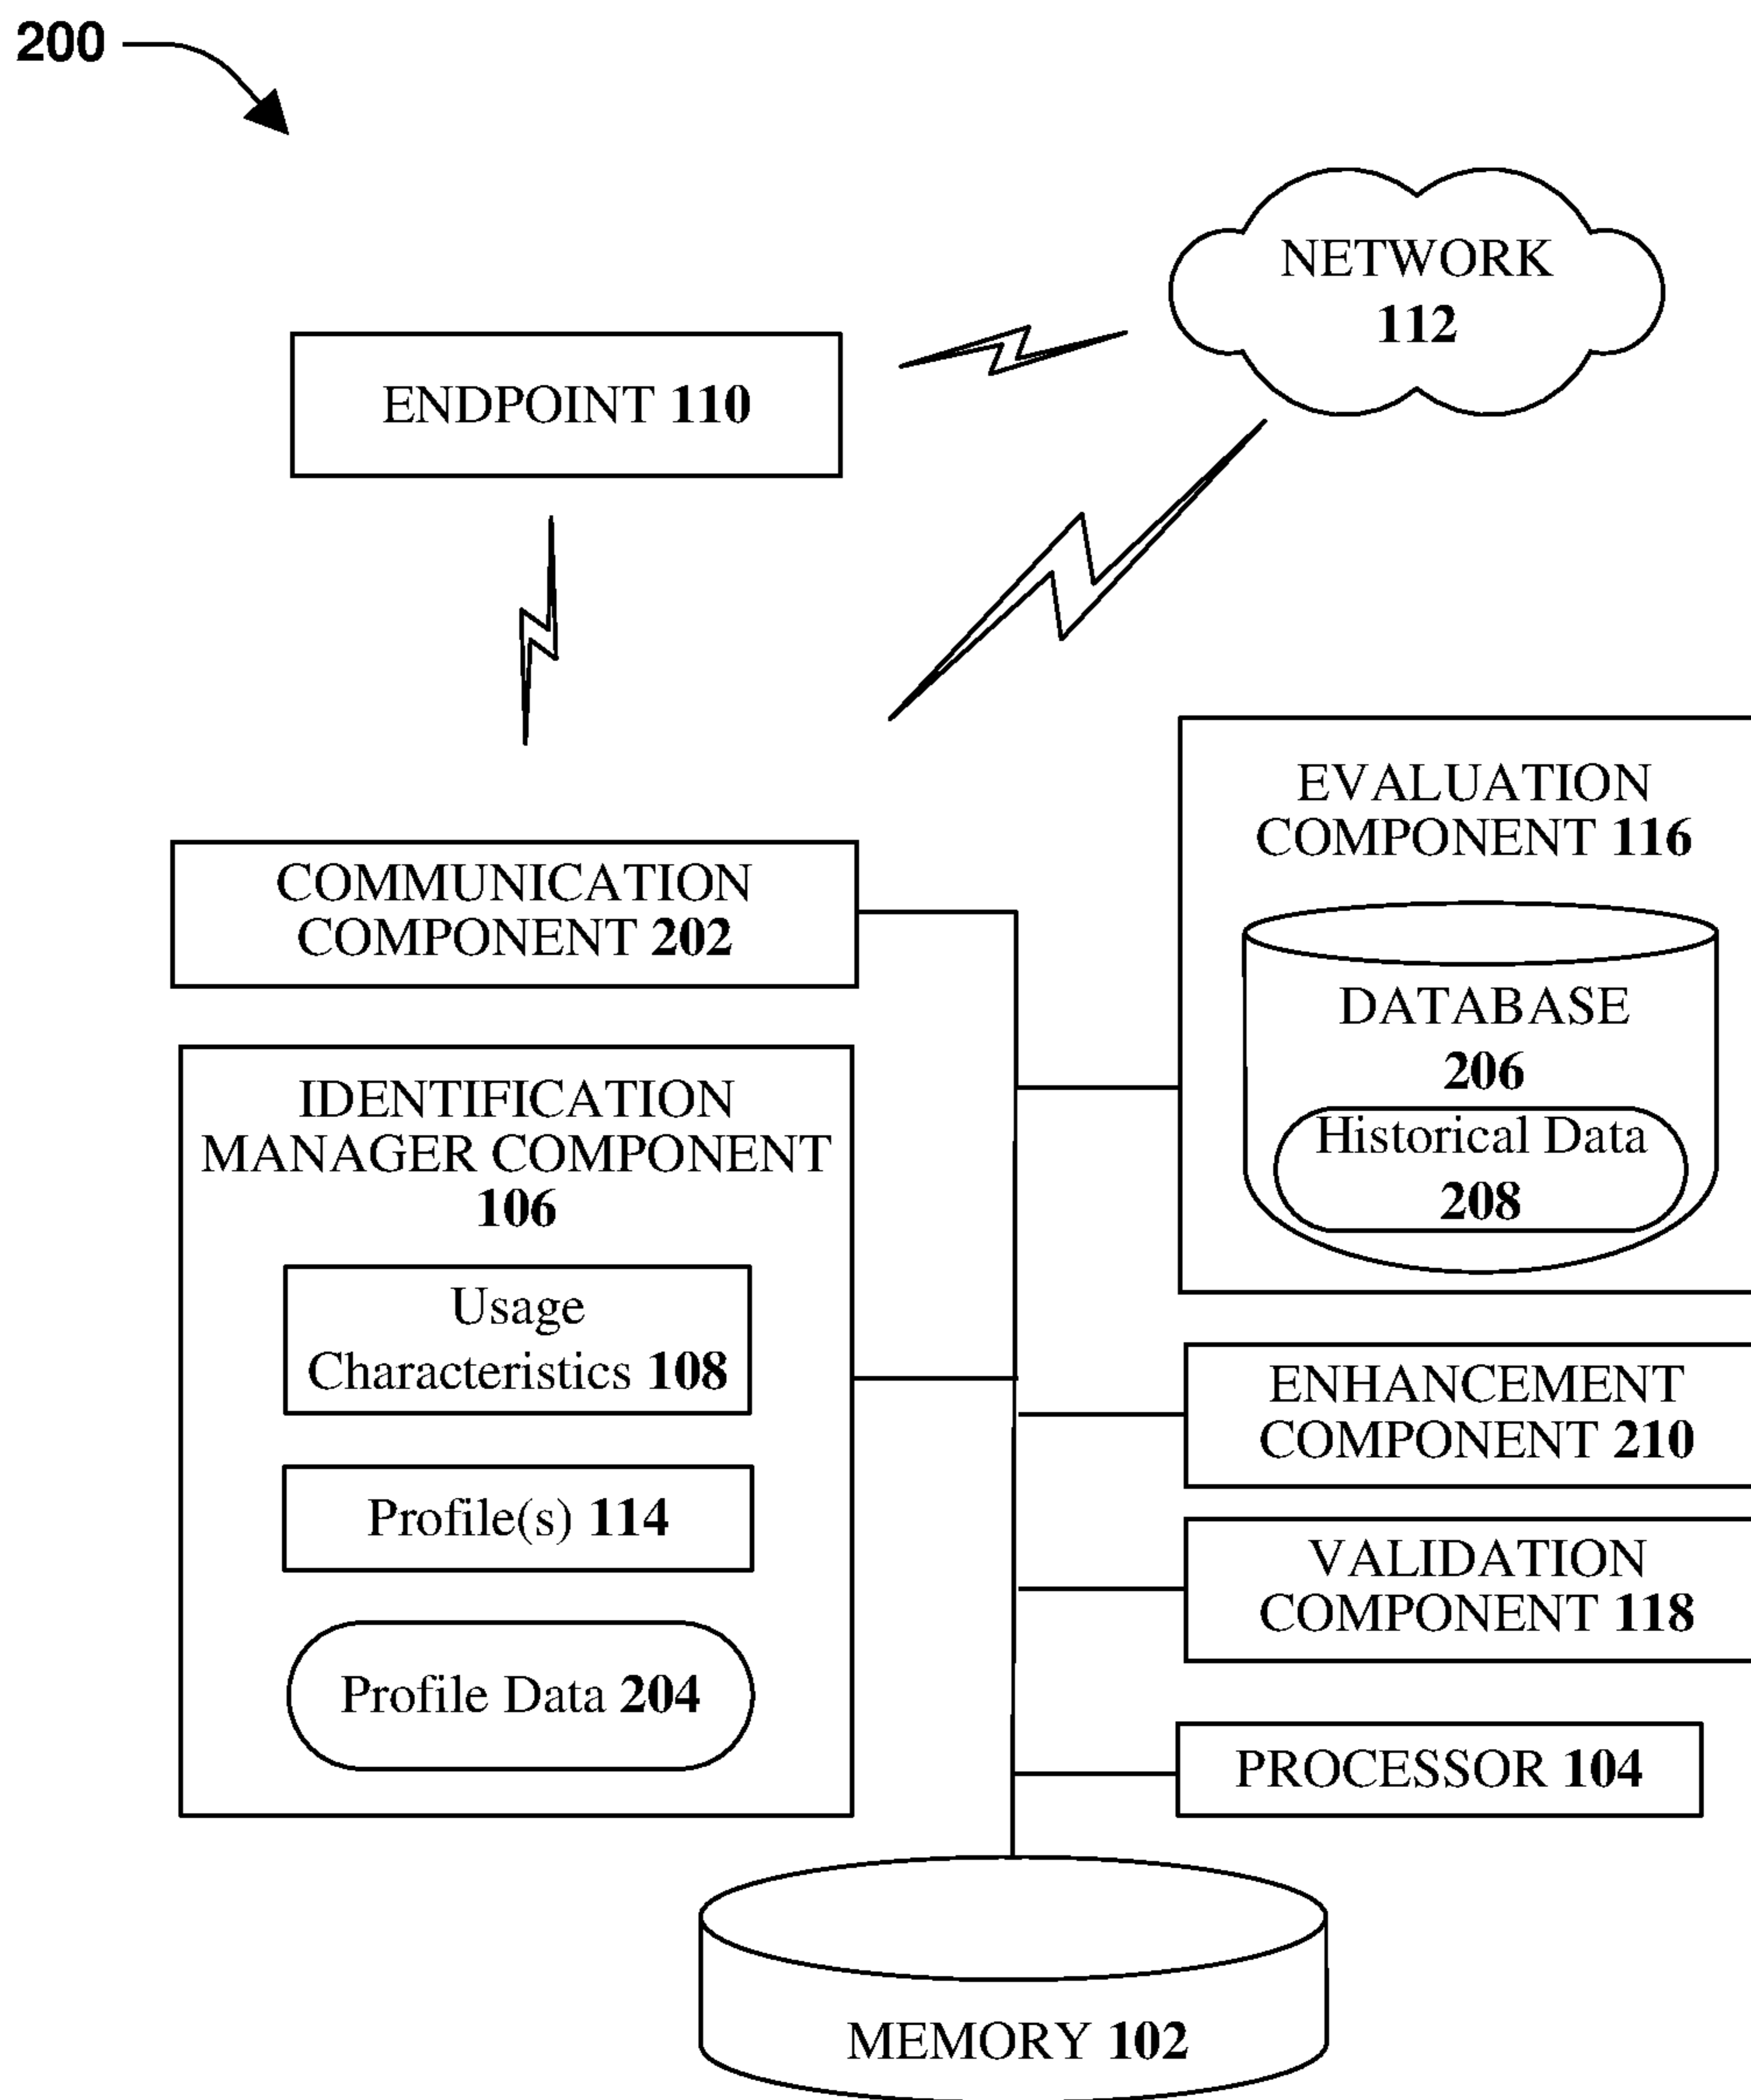 200
NETWORK
112
ENDPOINT 110
EVALUATION
COMPONENT 116
DATABASE
206
Historical Data
208
COMMUNICATION
COMPONENT 202
IDENTIFICATION
MANAGER COMPONENT
106
Usage
Characteristics 108
Profile(s) 114
Profile Data 204
ENHANCEMENT
COMPONENT 210
VALIDATION
COMPONENT 118
PROCESSOR 104
MEMORY 102